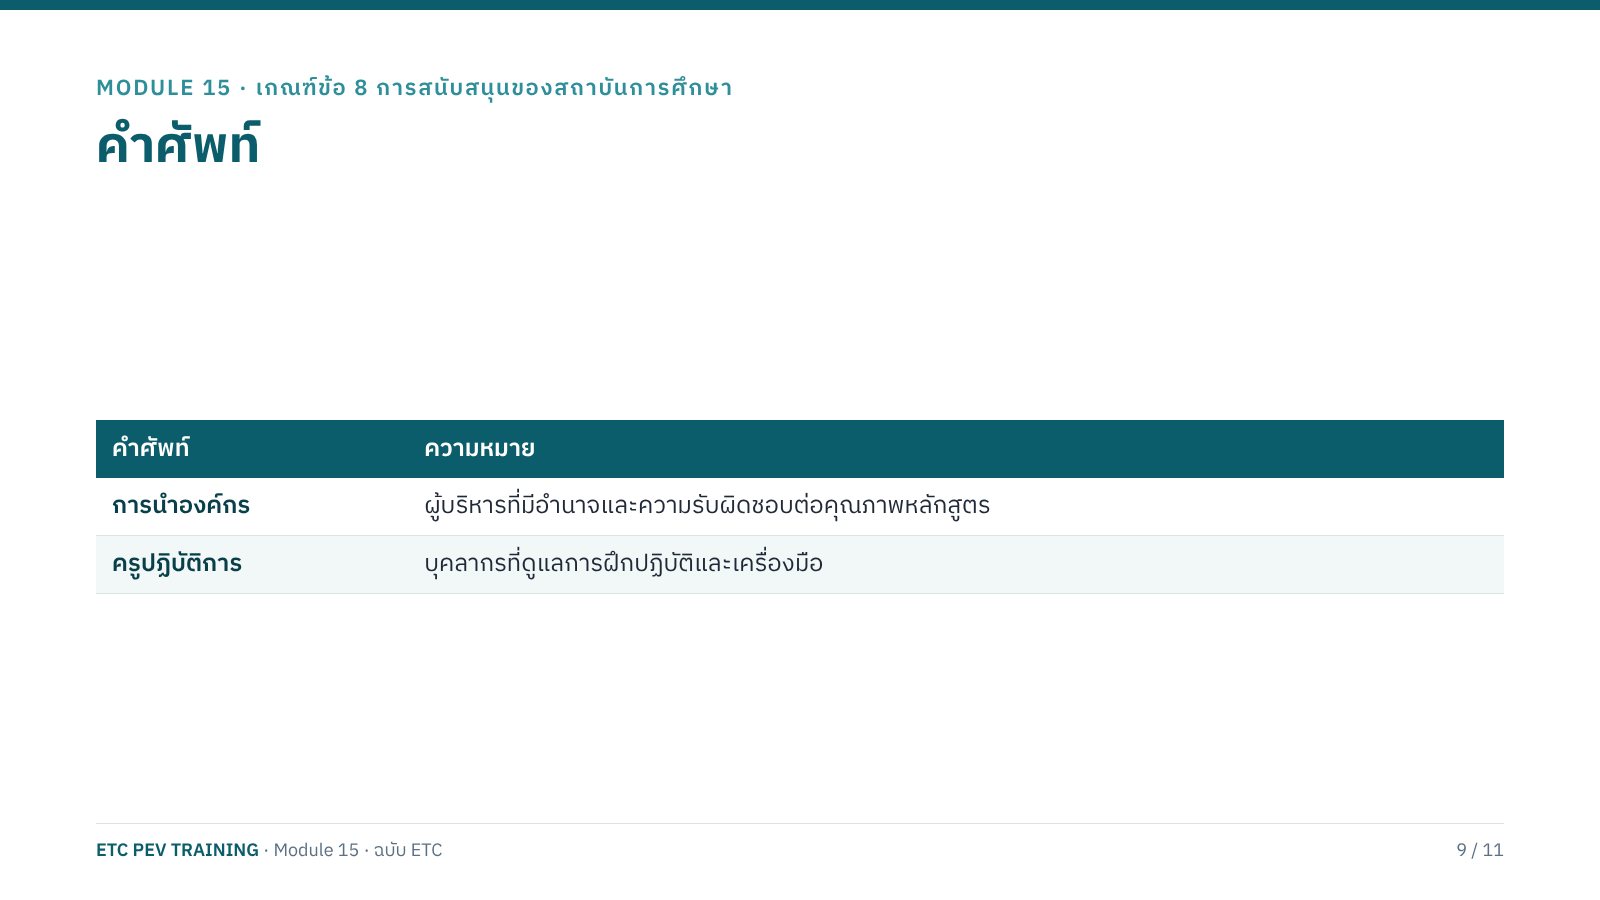 MODULE 15 · เกณฑ์ข้อ 8 การสนับสนุนของสถาบันการศึกษา
คำศัพท์
คำศัพท์ ความหมาย
การนำองค์กร ผู้บริหารที่มีอำนาจและความรับผิดชอบต่อคุณภาพหลักสูตร
ครูปฏิบัติการ บุคลากรที่ดูแลการฝึกปฏิบัติและเครื่องมือ
ETC PEV TRAINING · Module 15 · ฉบับ ETC 9 / 11